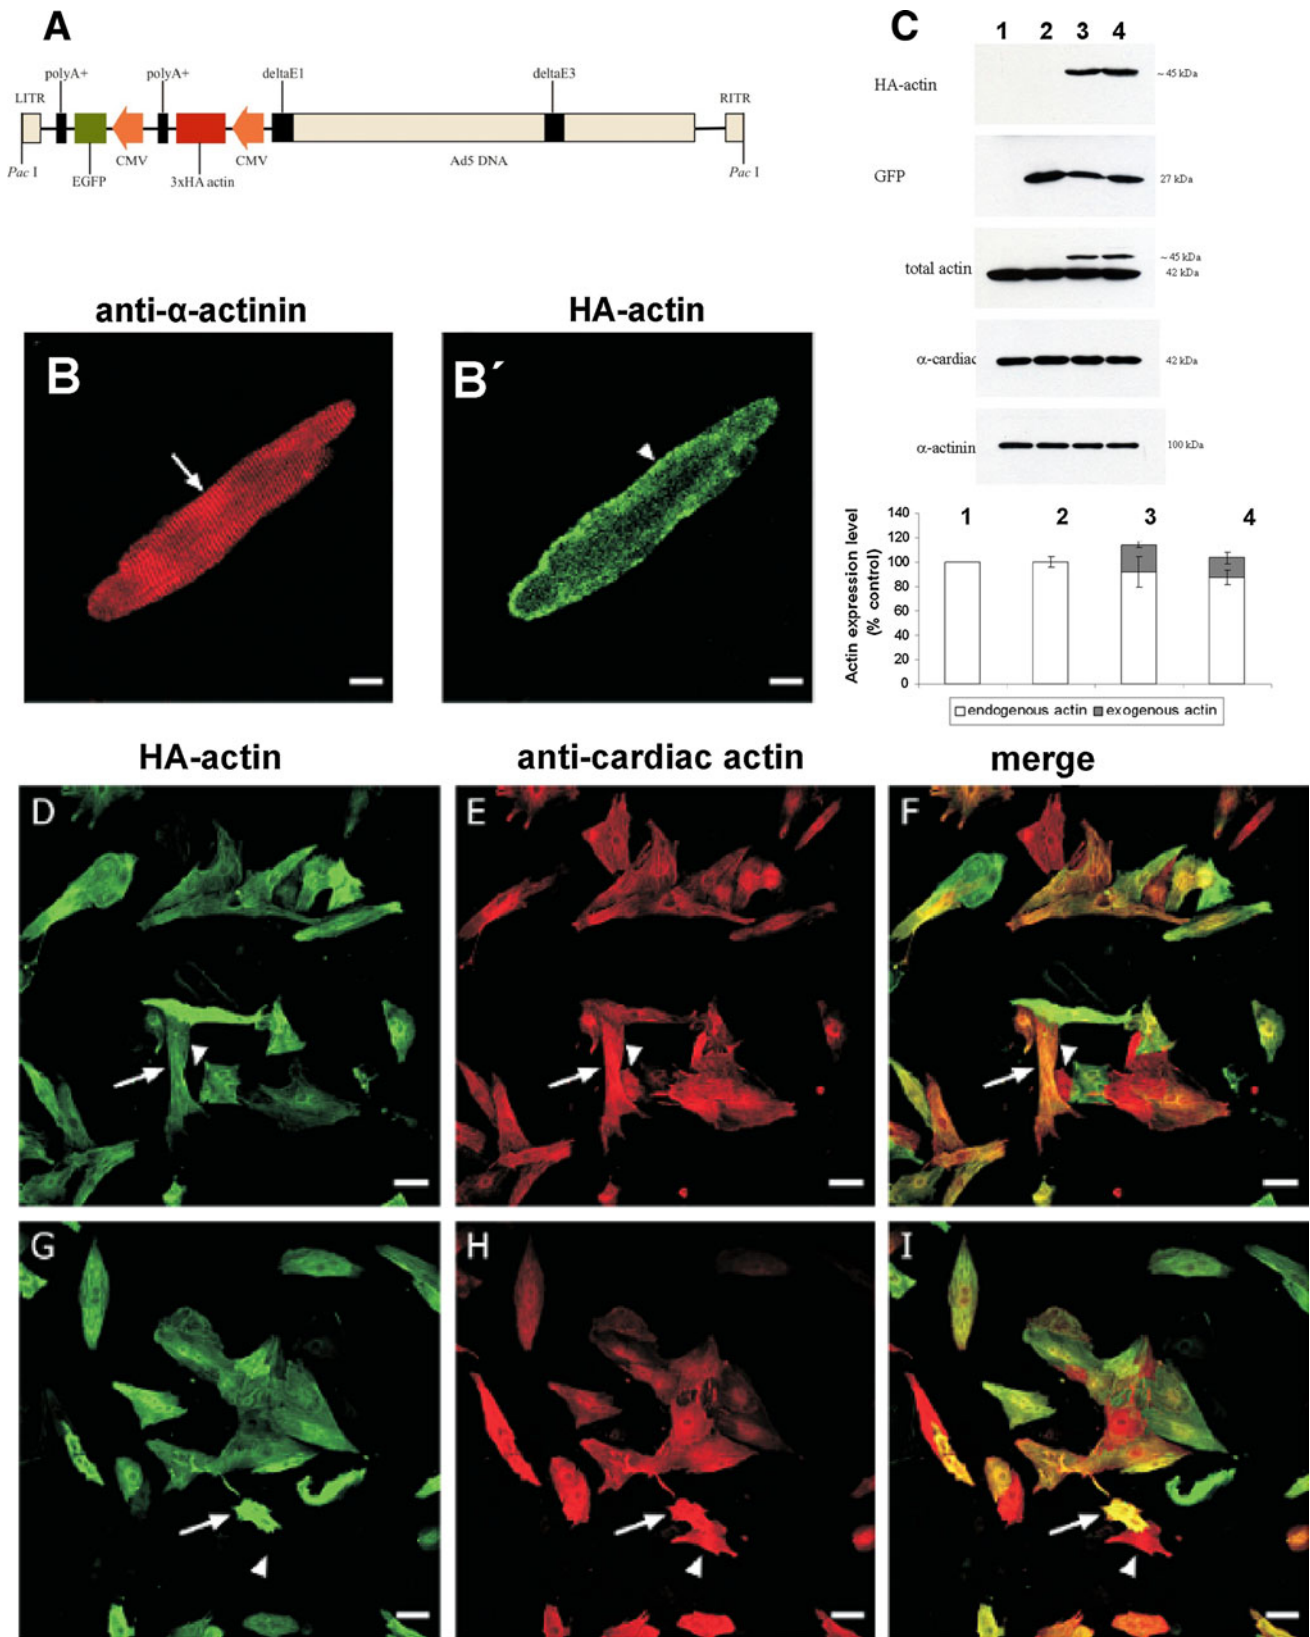 A
polyA+ polyA+ deltaE1 deltaE3
LITR RITR
CMV CMV Ad5 DNA
Pac I EGFP 3xHA actin Pac I
C
1 2 3 4
HA-actin ~45 kDa
GFP 27 kDa
total actin ~45 kDa
42 kDa
α-cardiac 42 kDa
α-actinin 100 kDa
anti-α-actinin HA-actin
B B´
Actin expression level
(% control)
140
120
100
80
60
40
20
0
1 2 3 4
endogenous actin exogenous actin
HA-actin anti-cardiac actin merge
D E F
G H I